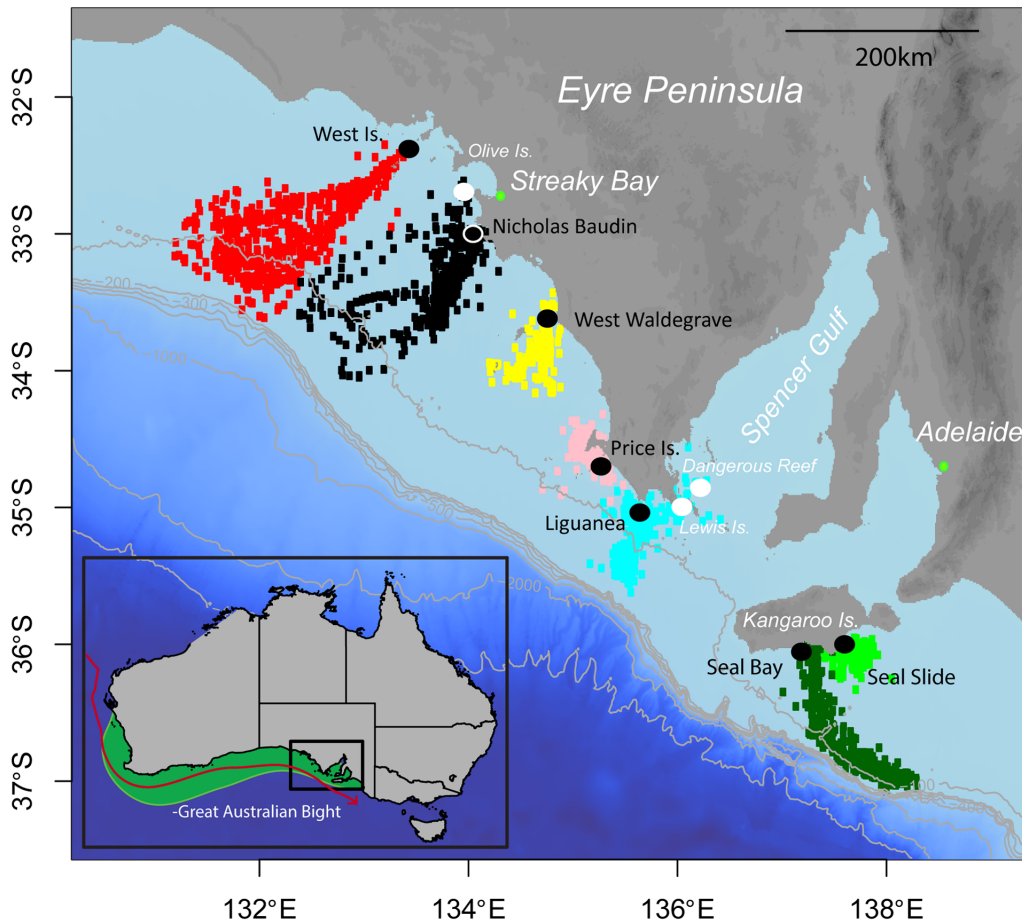 200km
Eyre Peninsula
32°S
West Is.
Olive Is.
Streaky Bay
Nicholas Baudin
33°S
-200
-300
-1000
West Waldegrave
34°S
Spencer Gulf
Adelaide
Price Is.
Dangerous Reef
35°S
Liguanea
Lewis Is.
-2000
Kangaroo Is.
36°S
Seal Bay
Seal Slide
37°S
-100
-Great Australian Bight
132°E
134°E
136°E
138°E